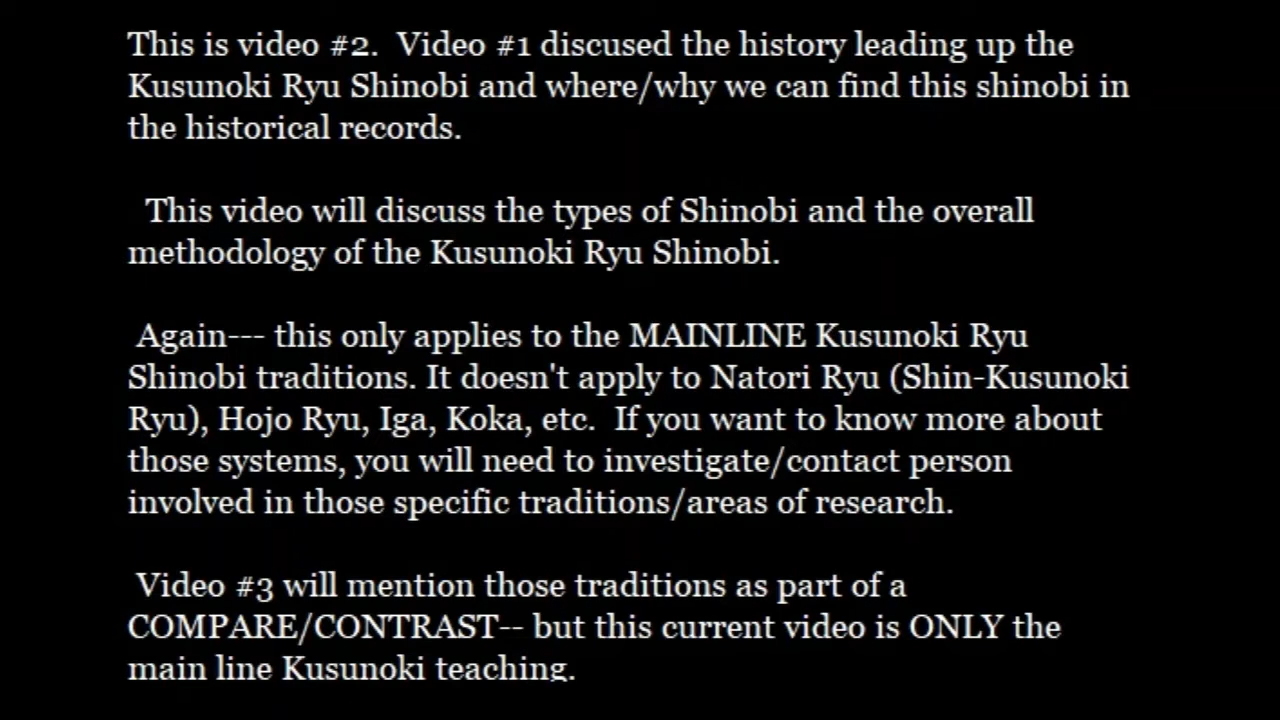 This is video #2.  Video #1 discused the history leading up the
Kusunoki Ryu Shinobi and where/why we can find this shinobi in
the historical records.
This video will discuss the types of Shinobi and the overall
methodology of the Kusunoki Ryu Shinobi.
Again--- this only applies to the MAINLINE Kusunoki Ryu
Shinobi traditions. It doesn't apply to Natori Ryu (Shin-Kusunoki
Ryu), Hojo Ryu, Iga, Koka, etc.  If you want to know more about
those systems, you will need to investigate/contact person
involved in those specific traditions/areas of research.
Video #3 will mention those traditions as part of a
COMPARE/CONTRAST-- but this current video is ONLY the
main line Kusunoki teaching.